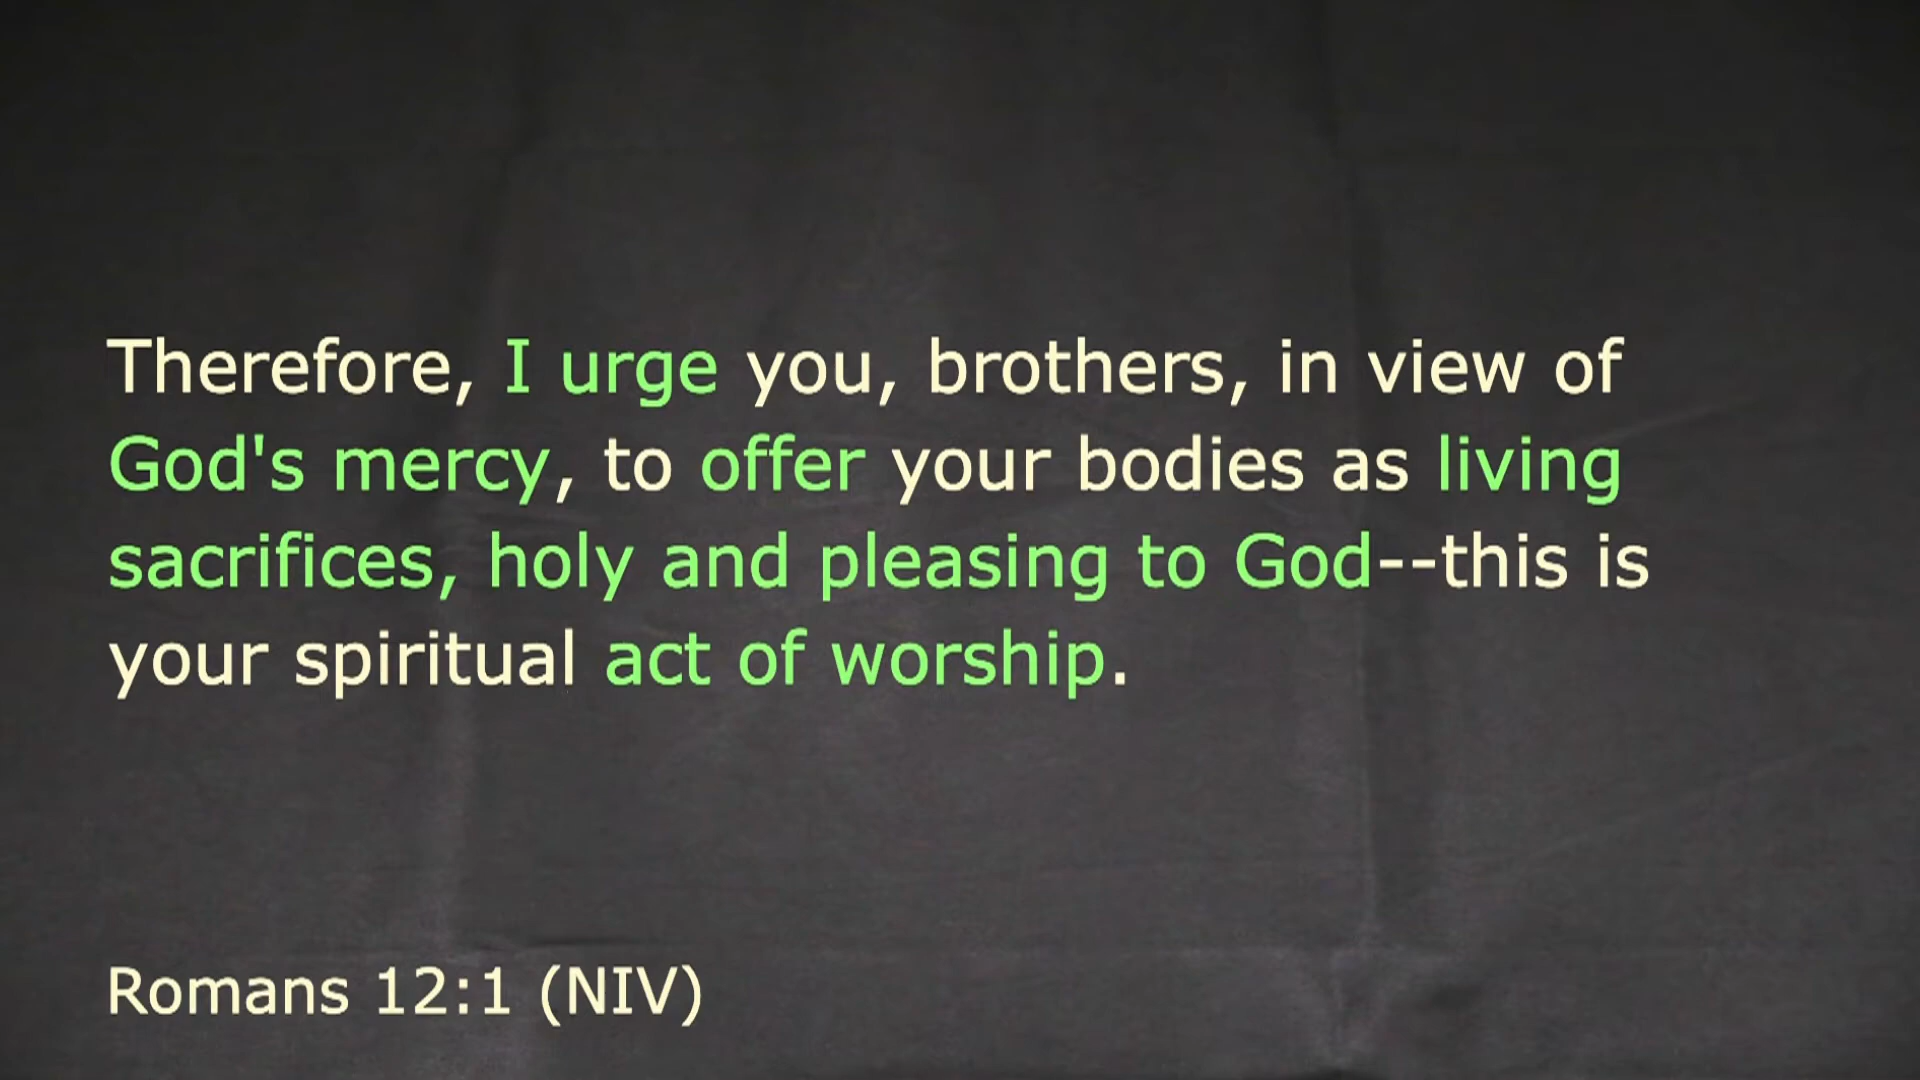 Therefore, I urge you, brothers, in view of
God's mercy, to offer your bodies as living
sacrifices, holy and pleasing to God--this is
your spiritual act of worship.
Romans 12:1 (NIV)